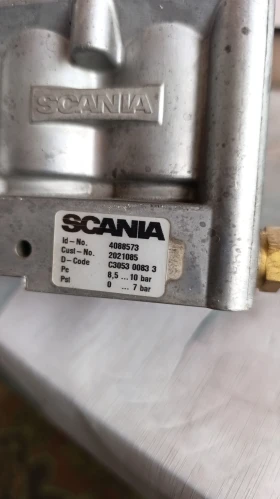 SCANIA
SCANIA
Id-No. 4088573
Cust-No. 2021085
D-Code C3053 0083 3
Pe 8,5 ... 10 bar
Pst 0 ... 7 bar